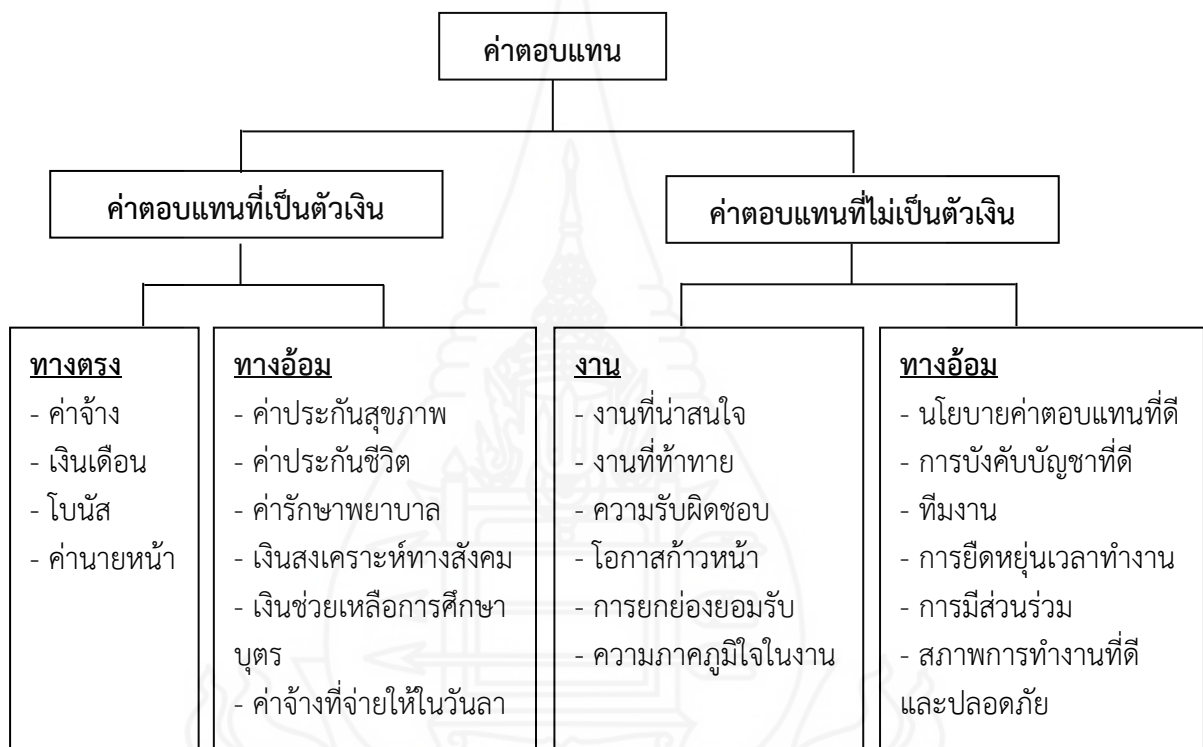 ค่าตอบแทน
ค่าตอบแทนที่เป็นตัวเงิน
ค่าตอบแทนที่ไม่เป็นตัวเงิน
ทางตรง
- ค่าจ้าง
- เงินเดือน
- โบนัส
- ค่านายหน้า
ทางอ้อม
- ค่าประกันสุขภาพ
- ค่าประกันชีวิต
- ค่ารักษาพยาบาล
- เงินสงเคราะห์ทางสังคม
- เงินช่วยเหลือการศึกษา
บุตร
- ค่าจ้างที่จ่ายให้ในวันลา
งาน
- งานที่น่าสนใจ
- งานที่ท้าทาย
- ความรับผิดชอบ
- โอกาสก้าวหน้า
- การยกย่องยอมรับ
- ความภาคภูมิใจในงาน
ทางอ้อม
- นโยบายค่าตอบแทนที่ดี
- การบังคับบัญชาที่ดี
- ทีมงาน
- การยืดหยุ่นเวลาทำงาน
- การมีส่วนร่วม
- สภาพการทำงานที่ดี
และปลอดภัย